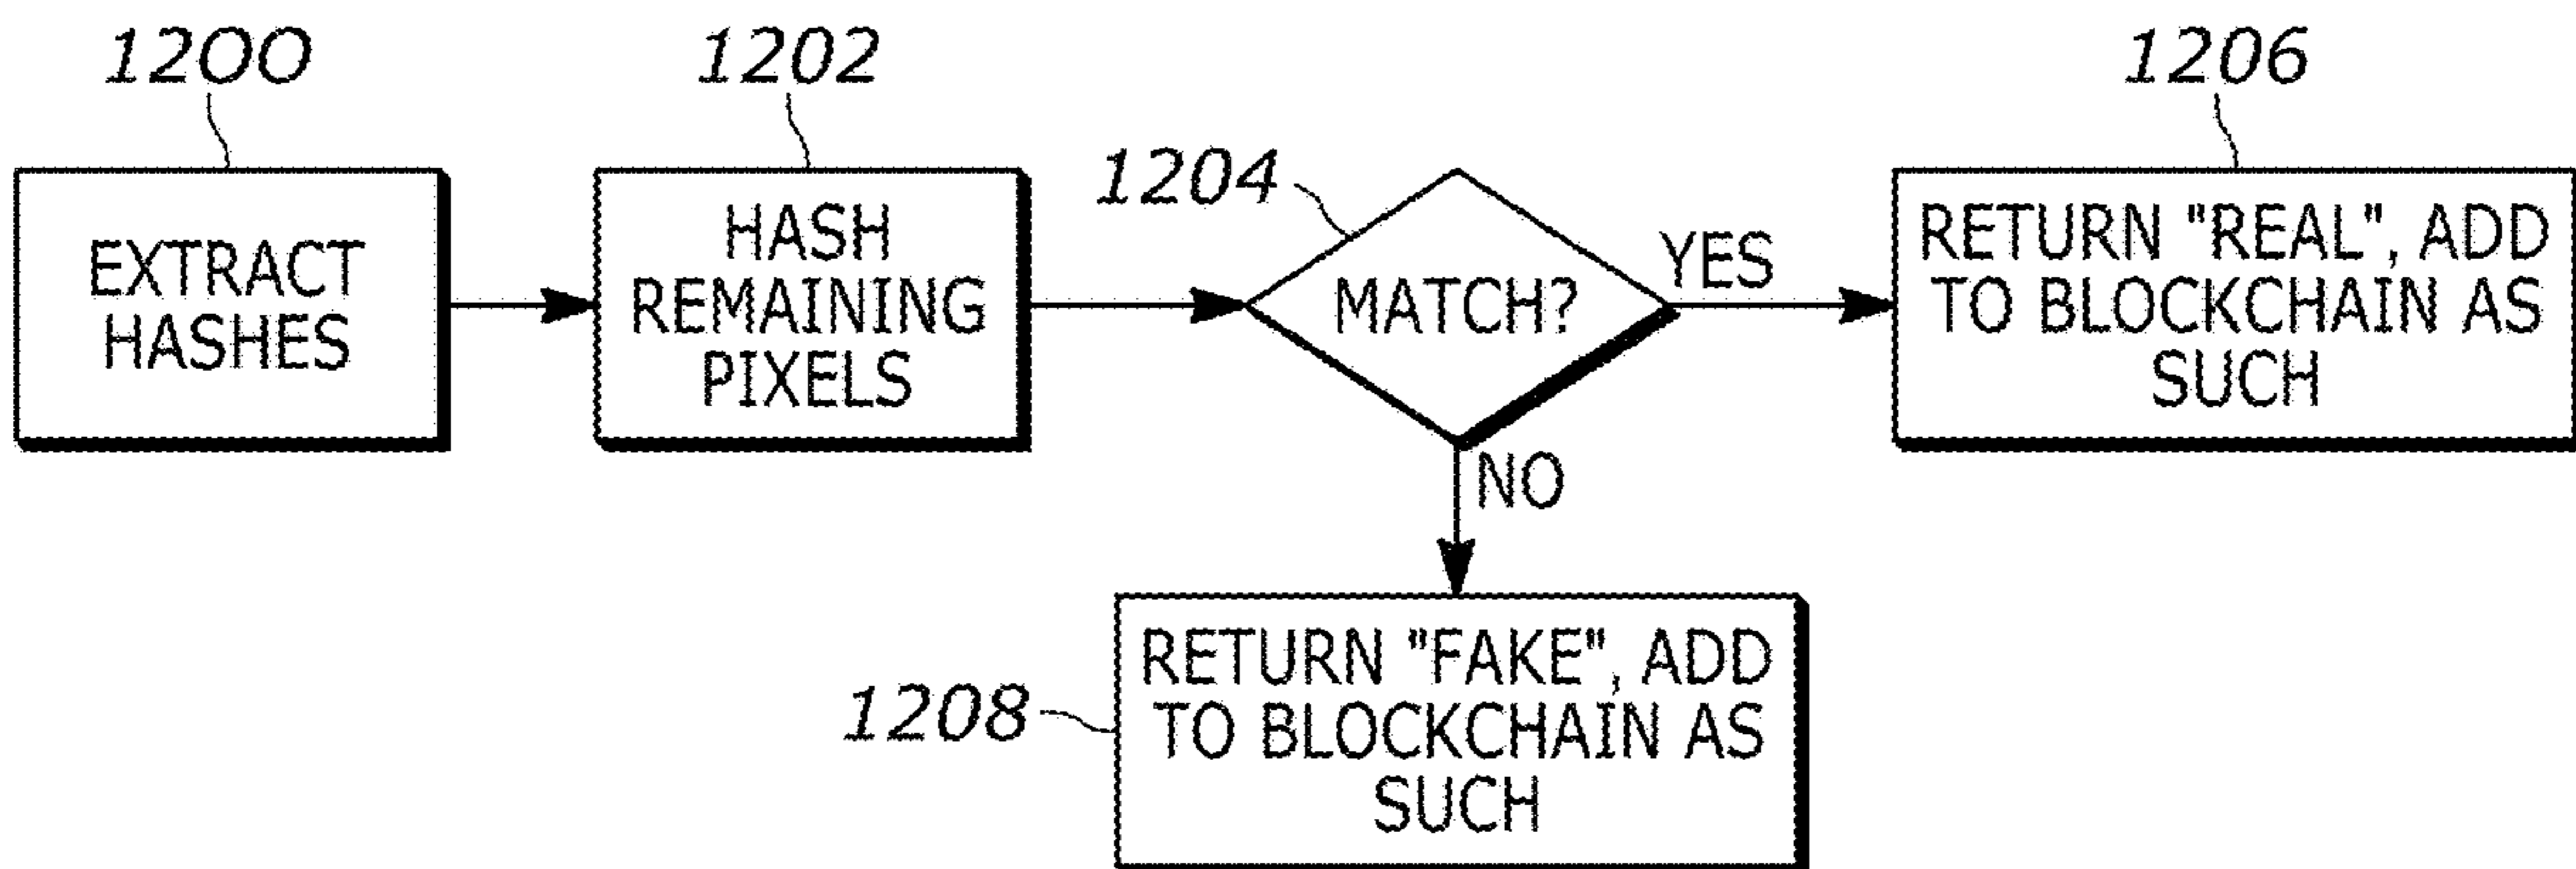 1200
EXTRACT
HASHES
1202
HASH
REMAINING
PIXELS
1204
MATCH?
YES
NO
1206
RETURN "REAL", ADD
TO BLOCKCHAIN AS
SUCH
1208
RETURN "FAKE", ADD
TO BLOCKCHAIN AS
SUCH